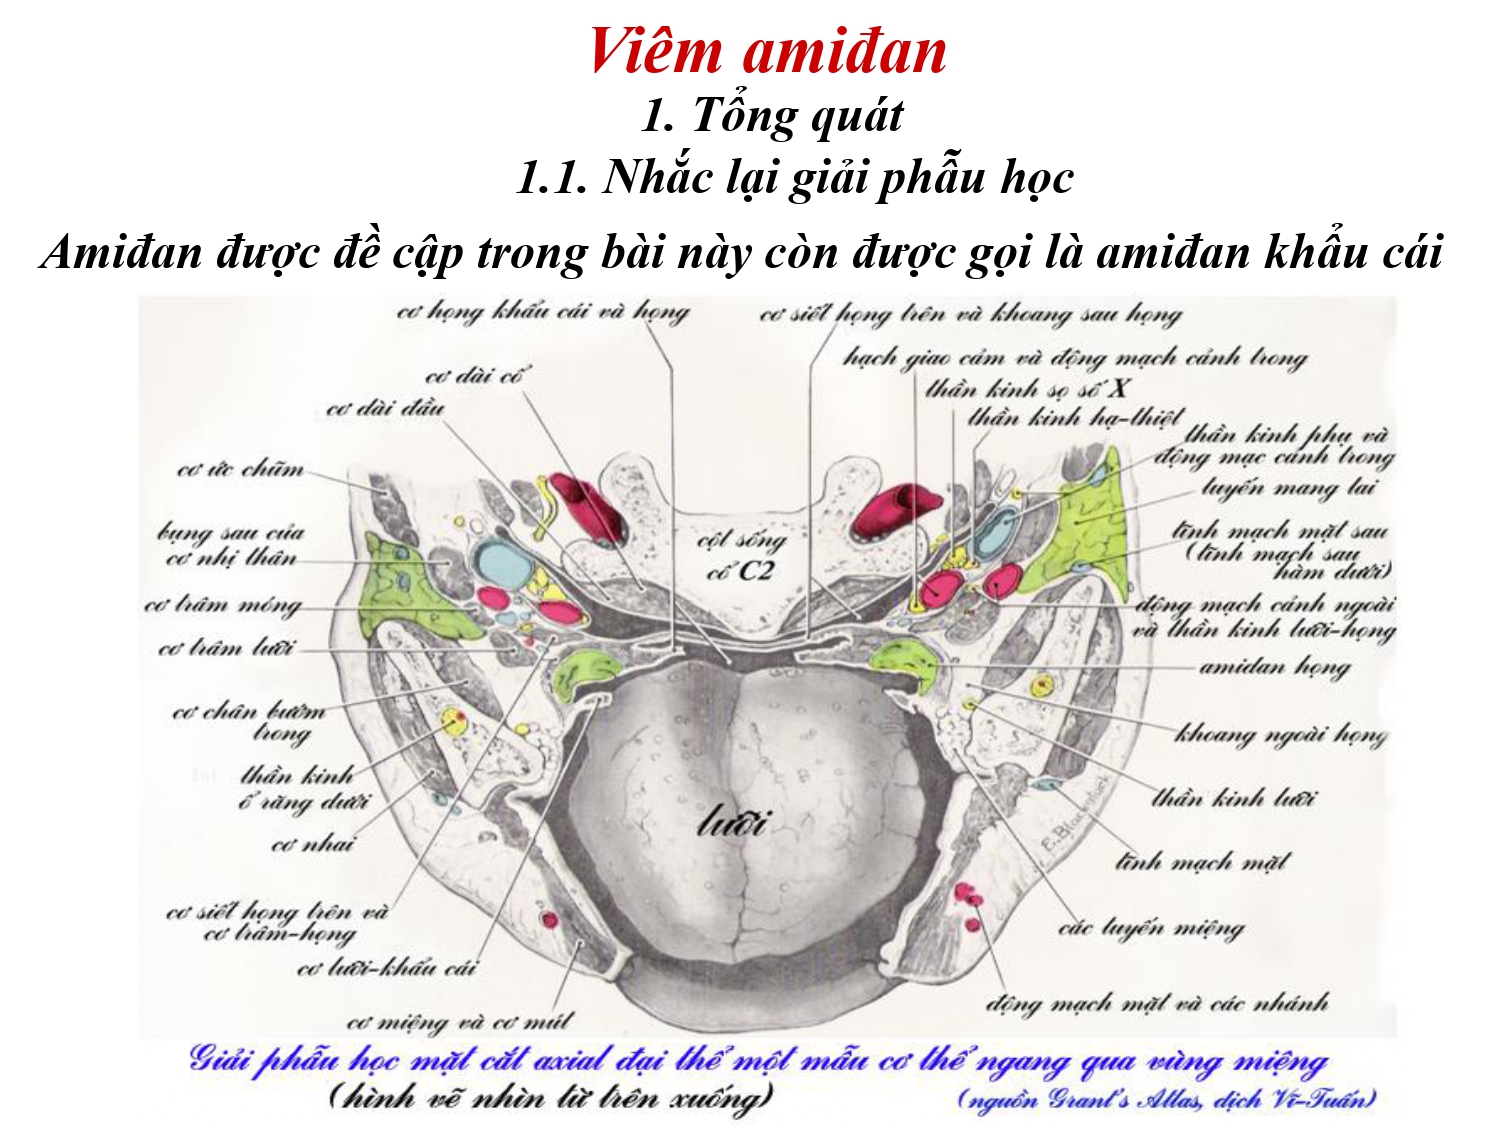 Viêm amiđan
1. Tổng quát
1.1. Nhắc lại giải phẫu học
Amiđan được đề cập trong bài này còn được gọi là amiđan khẩu cái
cơ họng khẩu cái và họng
cơ siết họng trên và khoang sau họng
hạch giao cảm và động mạch cảnh trong
cơ dài cổ
thần kinh sọ số X
cơ dài đầu
thần kinh hạ-thiệt
thần kinh phụ và
động mạc cảnh trong
cơ ức chũm
tuyến mang tai
bụng sau của
cơ nhị thân
tĩnh mạch mặt sau
(tĩnh mạch sau
hàm dưới)
cột sống
cổ C2
cơ trâm móng
động mạch cảnh ngoài
và thần kinh lưỡi-họng
cơ trâm lưỡi
amidan họng
cơ chân bướm
trong
khoang ngoài họng
thần kinh
ổ răng dưới
thần kinh lưỡi
lưỡi
cơ nhai
E. Blackstock
tĩnh mạch mặt
cơ siết họng trên và
cơ trâm-họng
các tuyến miệng
cơ lưỡi-khẩu cái
động mạch mặt và các nhánh
cơ miệng và cơ mút
Giải phẫu học mặt cắt axial đại thể một mẫu cơ thể ngang qua vùng miệng
(hình vẽ nhìn từ trên xuống)
(nguồn Grant's Atlas, dịch Vĩ-Tuấn)